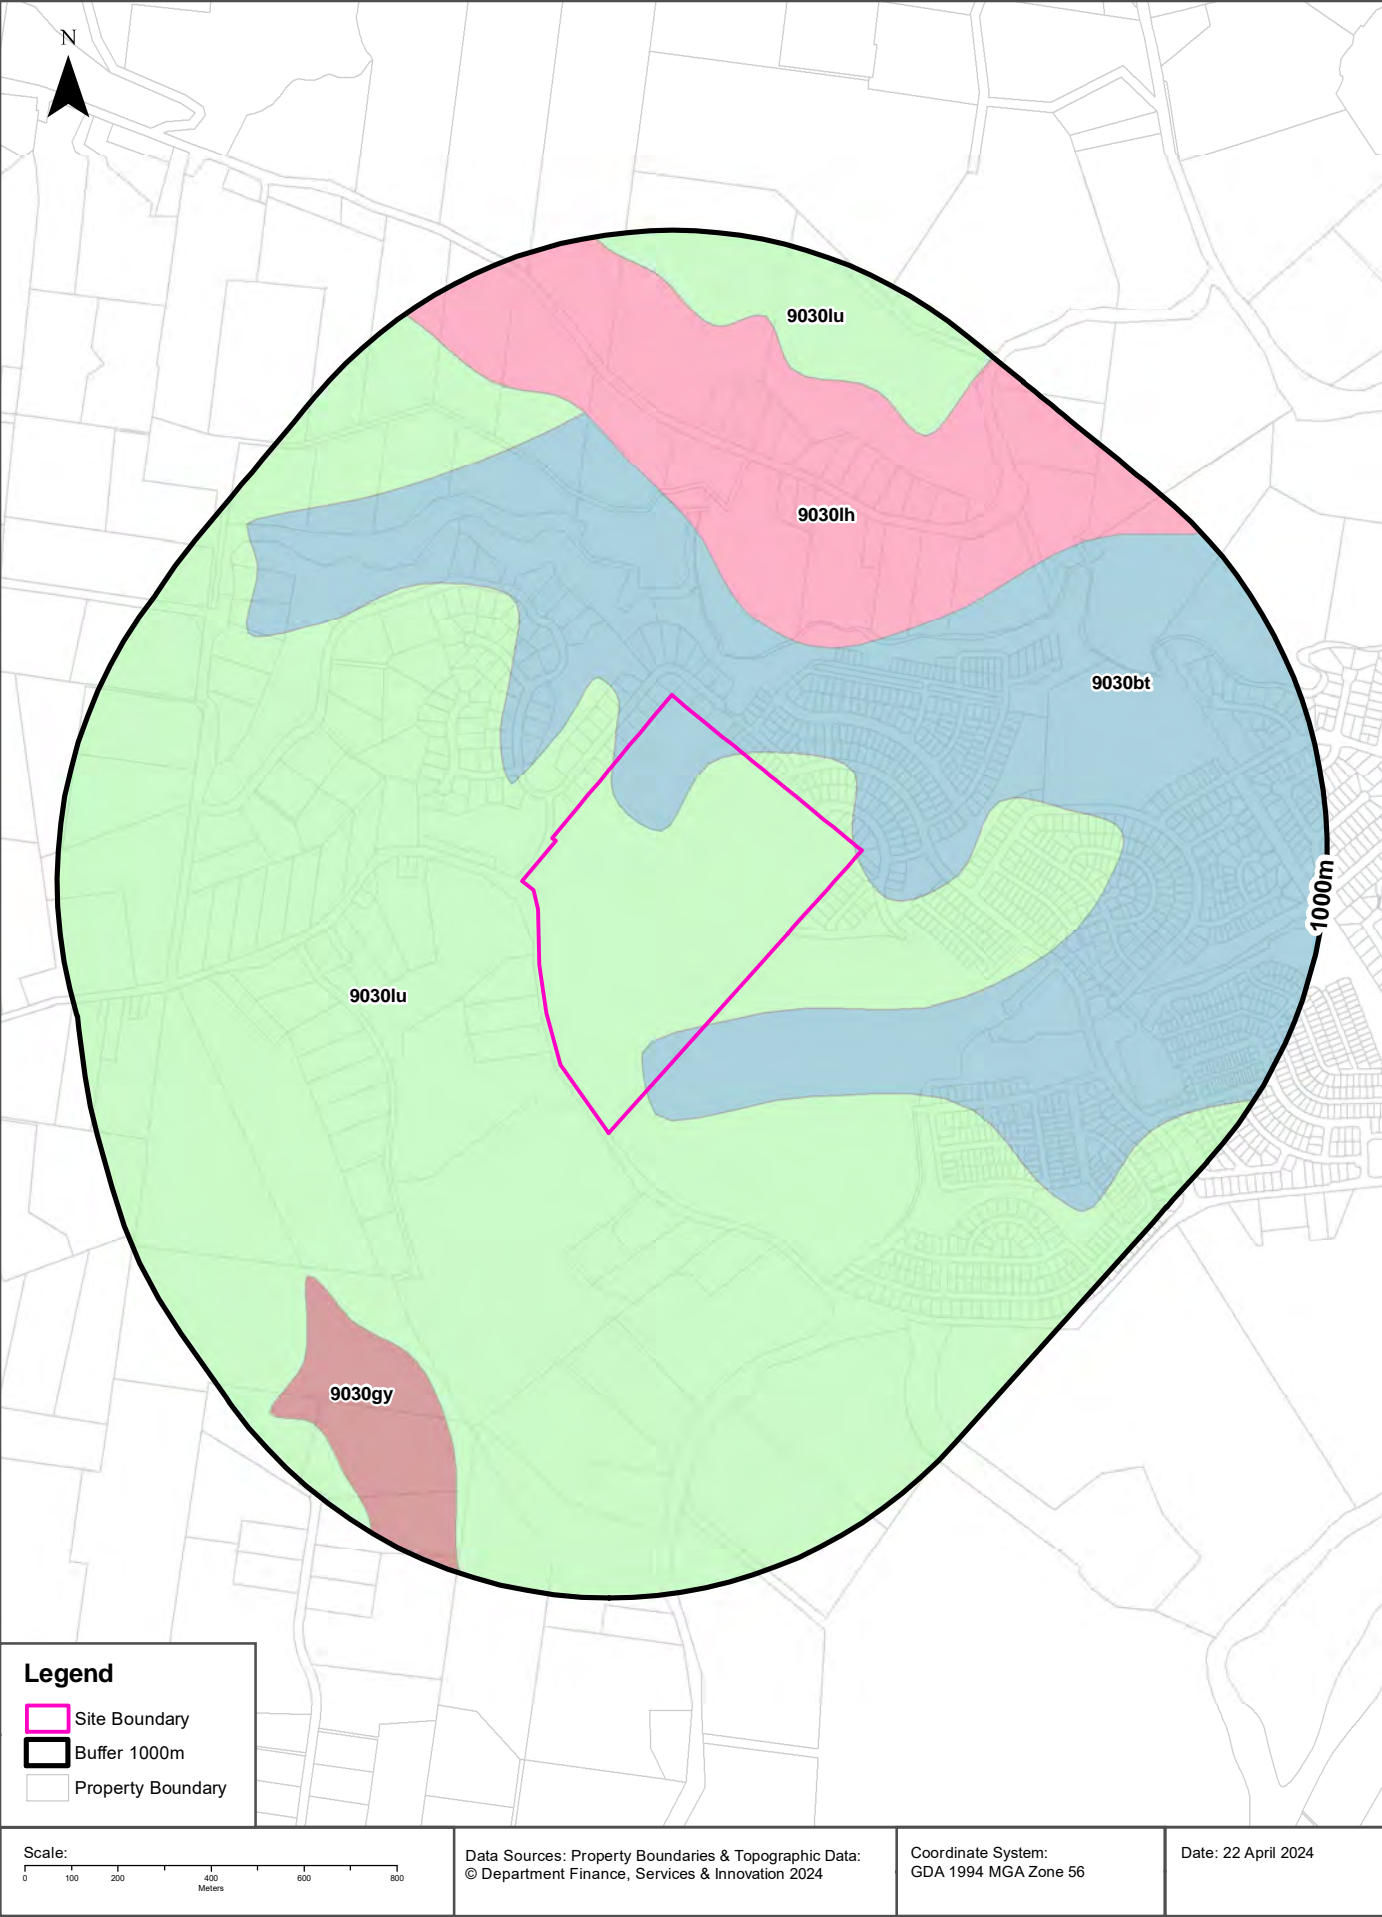 N
9030lu
9030lh
9030bt
1000m
9030lu
9030gy
Legend
Site Boundary
Buffer 1000m
Property Boundary
Scale:
0 100 200 400 600 800
Meters
Data Sources: Property Boundaries & Topographic Data:
© Department Finance, Services & Innovation 2024
Coordinate System:
GDA 1994 MGA Zone 56
Date: 22 April 2024